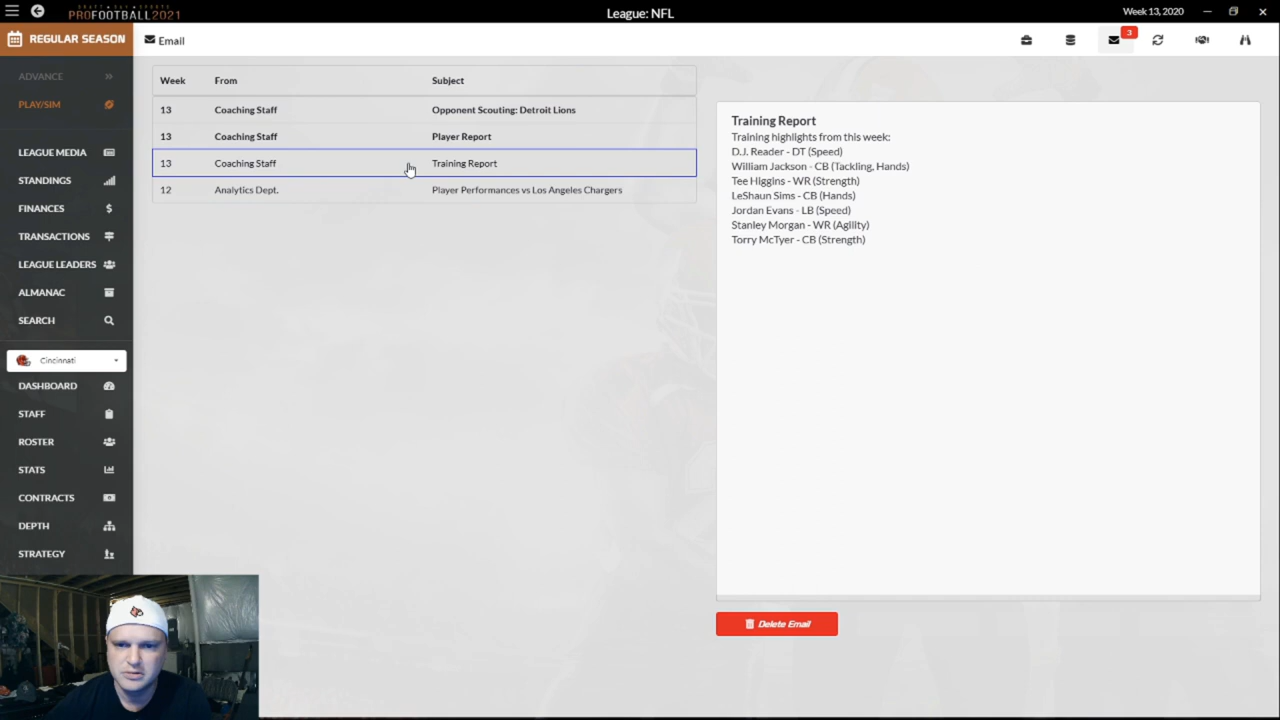 DRAFT DAY SPORTS
PROFOOTBALL2021
League: NFL
Week 13, 2020
REGULAR SEASON
Email
3
ADVANCE
PLAY/SIM
LEAGUE MEDIA
STANDINGS
FINANCES
TRANSACTIONS
LEAGUE LEADERS
ALMANAC
SEARCH
Cincinnati
DASHBOARD
STAFF
ROSTER
STATS
CONTRACTS
DEPTH
STRATEGY
Week From Subject
13 Coaching Staff Opponent Scouting: Detroit Lions
13 Coaching Staff Player Report
13 Coaching Staff Training Report
12 Analytics Dept. Player Performances vs Los Angeles Chargers
Training Report
Training highlights from this week:
D.J. Reader - DT (Speed)
William Jackson - CB (Tackling, Hands)
Tee Higgins - WR (Strength)
LeShaun Sims - CB (Hands)
Jordan Evans - LB (Speed)
Stanley Morgan - WR (Agility)
Torry McTyer - CB (Strength)
Delete Email